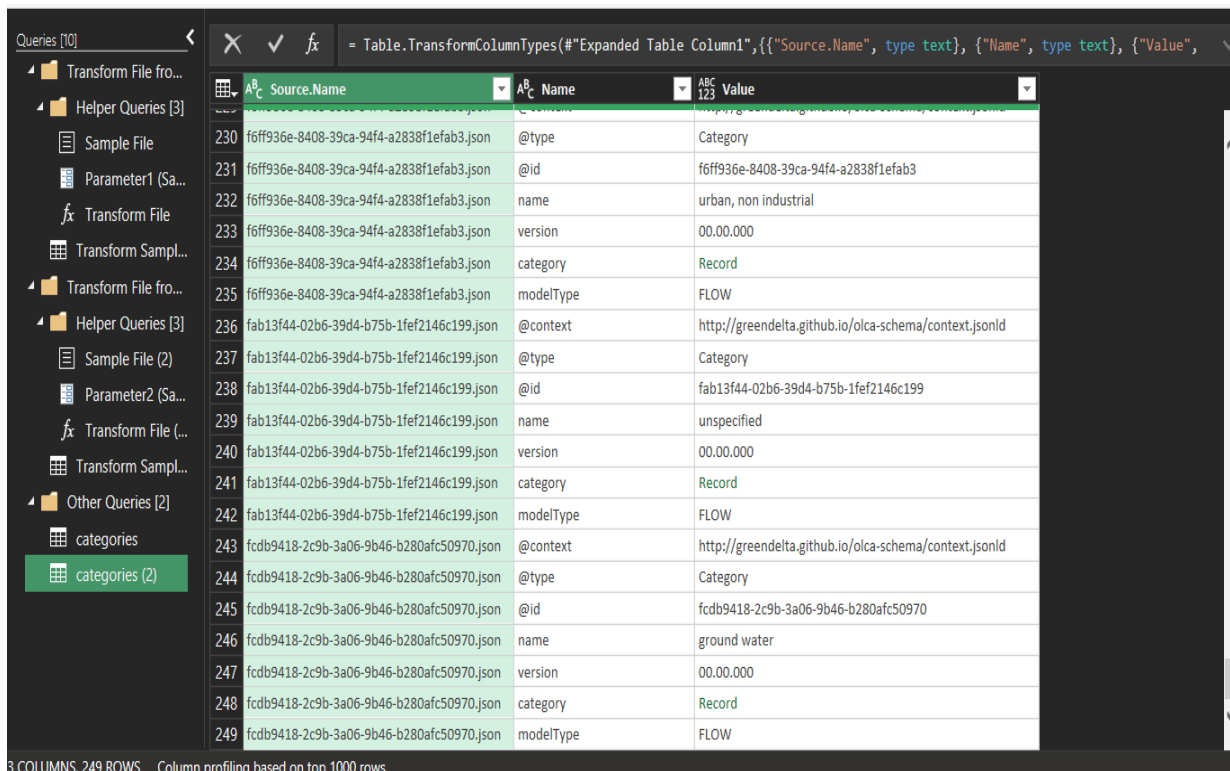 Queries [10]
Transform File fro...
Helper Queries [3]
Sample File
Parameter1 (Sa...
fx Transform File
Transform Sampl...
Transform File fro...
Helper Queries [3]
Sample File (2)
Parameter2 (Sa...
fx Transform File (...
Transform Sampl...
Other Queries [2]
categories
categories (2)
fx = Table.TransformColumnTypes(#"Expanded Table Column1",{{"Source.Name", type text}, {"Name", type text}, {"Value",
ABC Source.Name ABC Name ABC 123 Value
230 f6ff936e-8408-39ca-94f4-a2838f1efab3.json @type Category
231 f6ff936e-8408-39ca-94f4-a2838f1efab3.json @id f6ff936e-8408-39ca-94f4-a2838f1efab3
232 f6ff936e-8408-39ca-94f4-a2838f1efab3.json name urban, non industrial
233 f6ff936e-8408-39ca-94f4-a2838f1efab3.json version 00.00.000
234 f6ff936e-8408-39ca-94f4-a2838f1efab3.json category Record
235 f6ff936e-8408-39ca-94f4-a2838f1efab3.json modelType FLOW
236 fab13f44-02b6-39d4-b75b-1fef2146c199.json @context http://greendelta.github.io/olca-schema/context.jsonld
237 fab13f44-02b6-39d4-b75b-1fef2146c199.json @type Category
238 fab13f44-02b6-39d4-b75b-1fef2146c199.json @id fab13f44-02b6-39d4-b75b-1fef2146c199
239 fab13f44-02b6-39d4-b75b-1fef2146c199.json name unspecified
240 fab13f44-02b6-39d4-b75b-1fef2146c199.json version 00.00.000
241 fab13f44-02b6-39d4-b75b-1fef2146c199.json category Record
242 fab13f44-02b6-39d4-b75b-1fef2146c199.json modelType FLOW
243 fcdb9418-2c9b-3a06-9b46-b280afc50970.json @context http://greendelta.github.io/olca-schema/context.jsonld
244 fcdb9418-2c9b-3a06-9b46-b280afc50970.json @type Category
245 fcdb9418-2c9b-3a06-9b46-b280afc50970.json @id fcdb9418-2c9b-3a06-9b46-b280afc50970
246 fcdb9418-2c9b-3a06-9b46-b280afc50970.json name ground water
247 fcdb9418-2c9b-3a06-9b46-b280afc50970.json version 00.00.000
248 fcdb9418-2c9b-3a06-9b46-b280afc50970.json category Record
249 fcdb9418-2c9b-3a06-9b46-b280afc50970.json modelType FLOW
3 COLUMNS, 249 ROWS Column profiling based on top 1000 rows